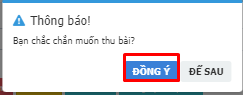 Thông báo!
Bạn chắc chắn muốn thu bài?
ĐỒNG Ý
ĐỂ SAU